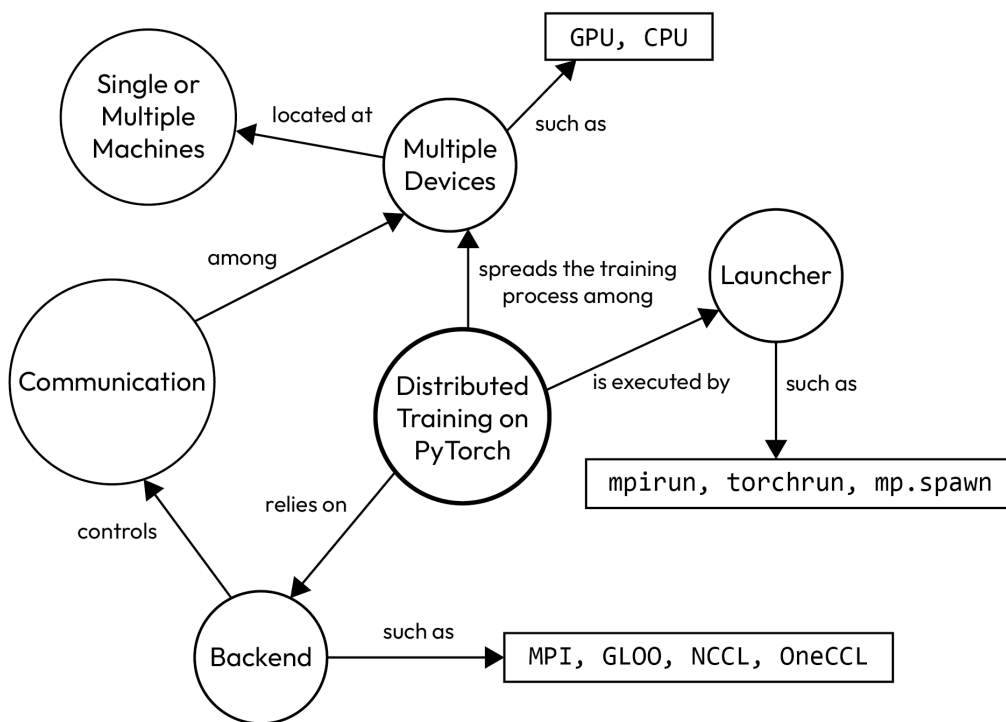 GPU, CPU
Single or
Multiple
Machines
located at
such as
Multiple
Devices
among
spreads the training
process among
Launcher
Communication
Distributed
Training on
PyTorch
is executed by
such as
mpirun, torchrun, mp.spawn
relies on
controls
Backend
such as
MPI, GLOO, NCCL, OneCCL